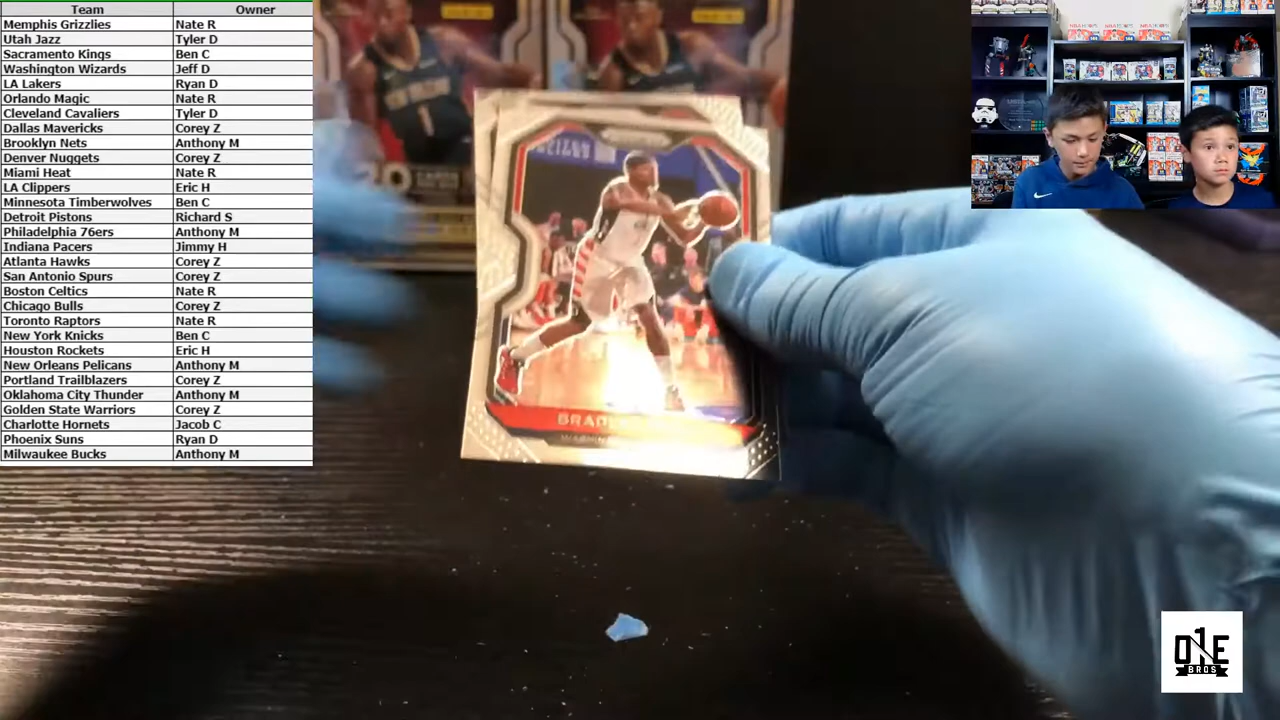 Team Owner
Memphis Grizzlies Nate R
Utah Jazz Tyler D
Sacramento Kings Ben C
Washington Wizards Jeff D
LA Lakers Ryan D
Orlando Magic Nate R
Cleveland Cavaliers Tyler D
Dallas Mavericks Corey Z
Brooklyn Nets Anthony M
Denver Nuggets Corey Z
Miami Heat Nate R
LA Clippers Eric H
Minnesota Timberwolves Ben C
Detroit Pistons Richard S
Philadelphia 76ers Anthony M
Indiana Pacers Jimmy H
Atlanta Hawks Corey Z
San Antonio Spurs Corey Z
Boston Celtics Nate R
Chicago Bulls Corey Z
Toronto Raptors Nate R
New York Knicks Ben C
Houston Rockets Eric H
New Orleans Pelicans Anthony M
Portland Trailblazers Corey Z
Oklahoma City Thunder Anthony M
Golden State Warriors Corey Z
Charlotte Hornets Jacob C
Phoenix Suns Ryan D
Milwaukee Bucks Anthony M
1
ONE
BROS